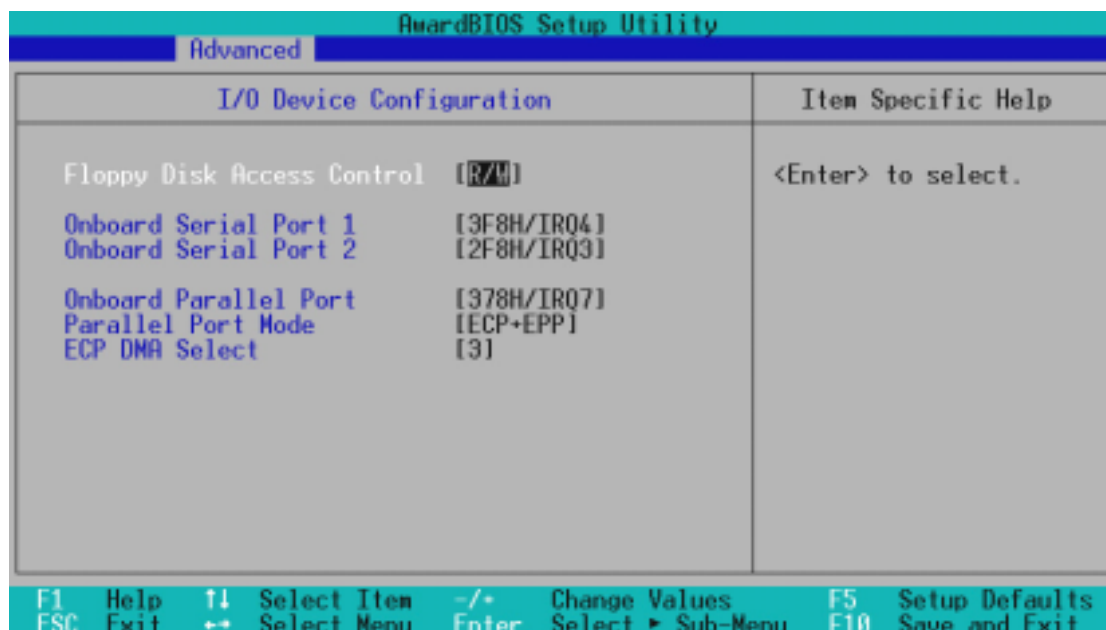 AwardBIOS Setup Utility
Advanced
I/O Device Configuration
Item Specific Help
Floppy Disk Access Control [R/W]
<Enter> to select.
Onboard Serial Port 1 [3F8H/IRQ4]
Onboard Serial Port 2 [2F8H/IRQ3]
Onboard Parallel Port [378H/IRQ7]
Parallel Port Mode [ECP+EPP]
ECP DMA Select [3]
F1 Help ↑↓ Select Item -/+ Change Values F5 Setup Defaults
ESC Exit ←→ Select Menu Enter Select ► Sub-Menu F10 Save and Exit